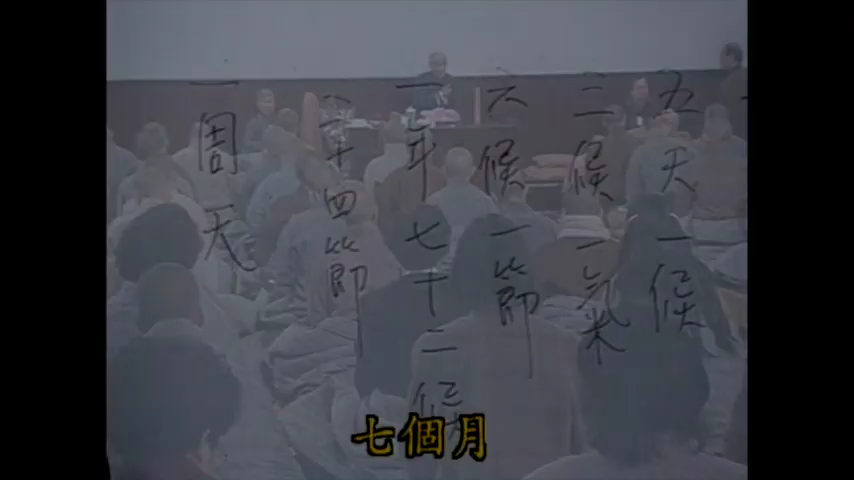 五天一候
三候一氣
六候一節
一年七十二候
二十四節
一周天
七個月